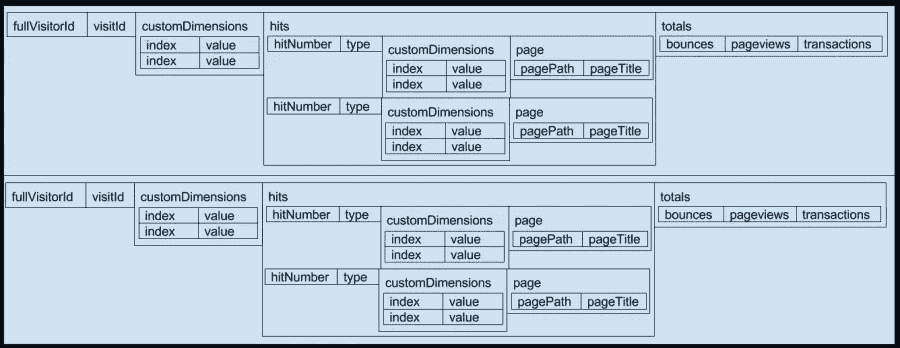 fullVisitorId visitId customDimensions hits totals
index value hitNumber type customDimensions page bounces pageviews transactions
index value index value pagePath pageTitle
index value
hitNumber type customDimensions page
index value pagePath pageTitle
index value
fullVisitorId visitId customDimensions hits totals
index value hitNumber type customDimensions page bounces pageviews transactions
index value index value pagePath pageTitle
index value
hitNumber type customDimensions page
index value pagePath pageTitle
index value